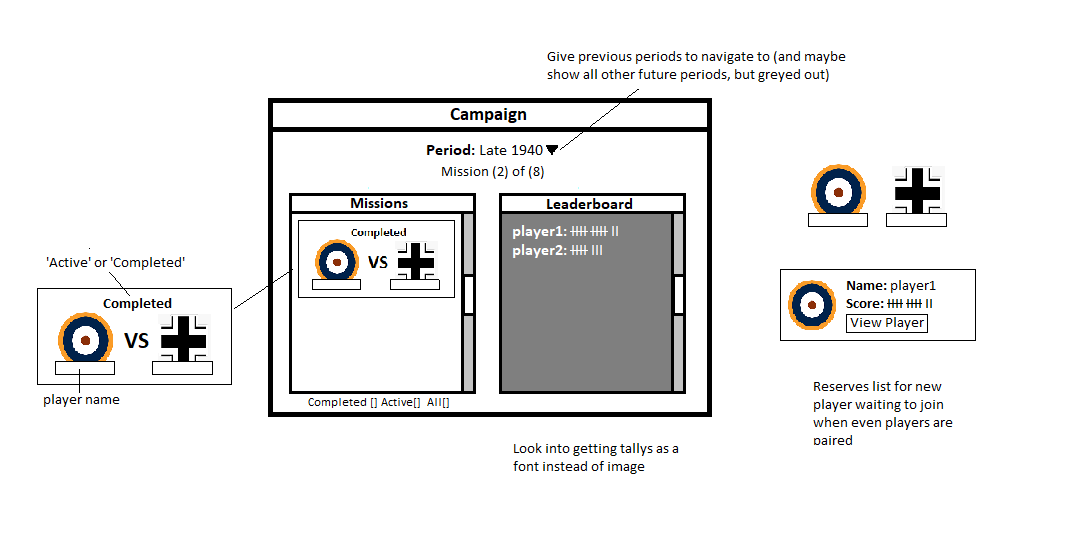 Give previous periods to navigate to (and maybe
show all other future periods, but greyed out)
Campaign
Period: Late 1940
Mission (2) of (8)
Missions
Completed
VS
Completed [] Active[] All[]
Leaderboard
player1: 卌 卌 II
player2: 卌 III
'Active' or 'Completed'
Completed
VS
player name
Name: player1
Score: 卌 卌 II
View Player
Reserves list for new
player waiting to join
when even players are
paired
Look into getting tallys as a
font instead of image